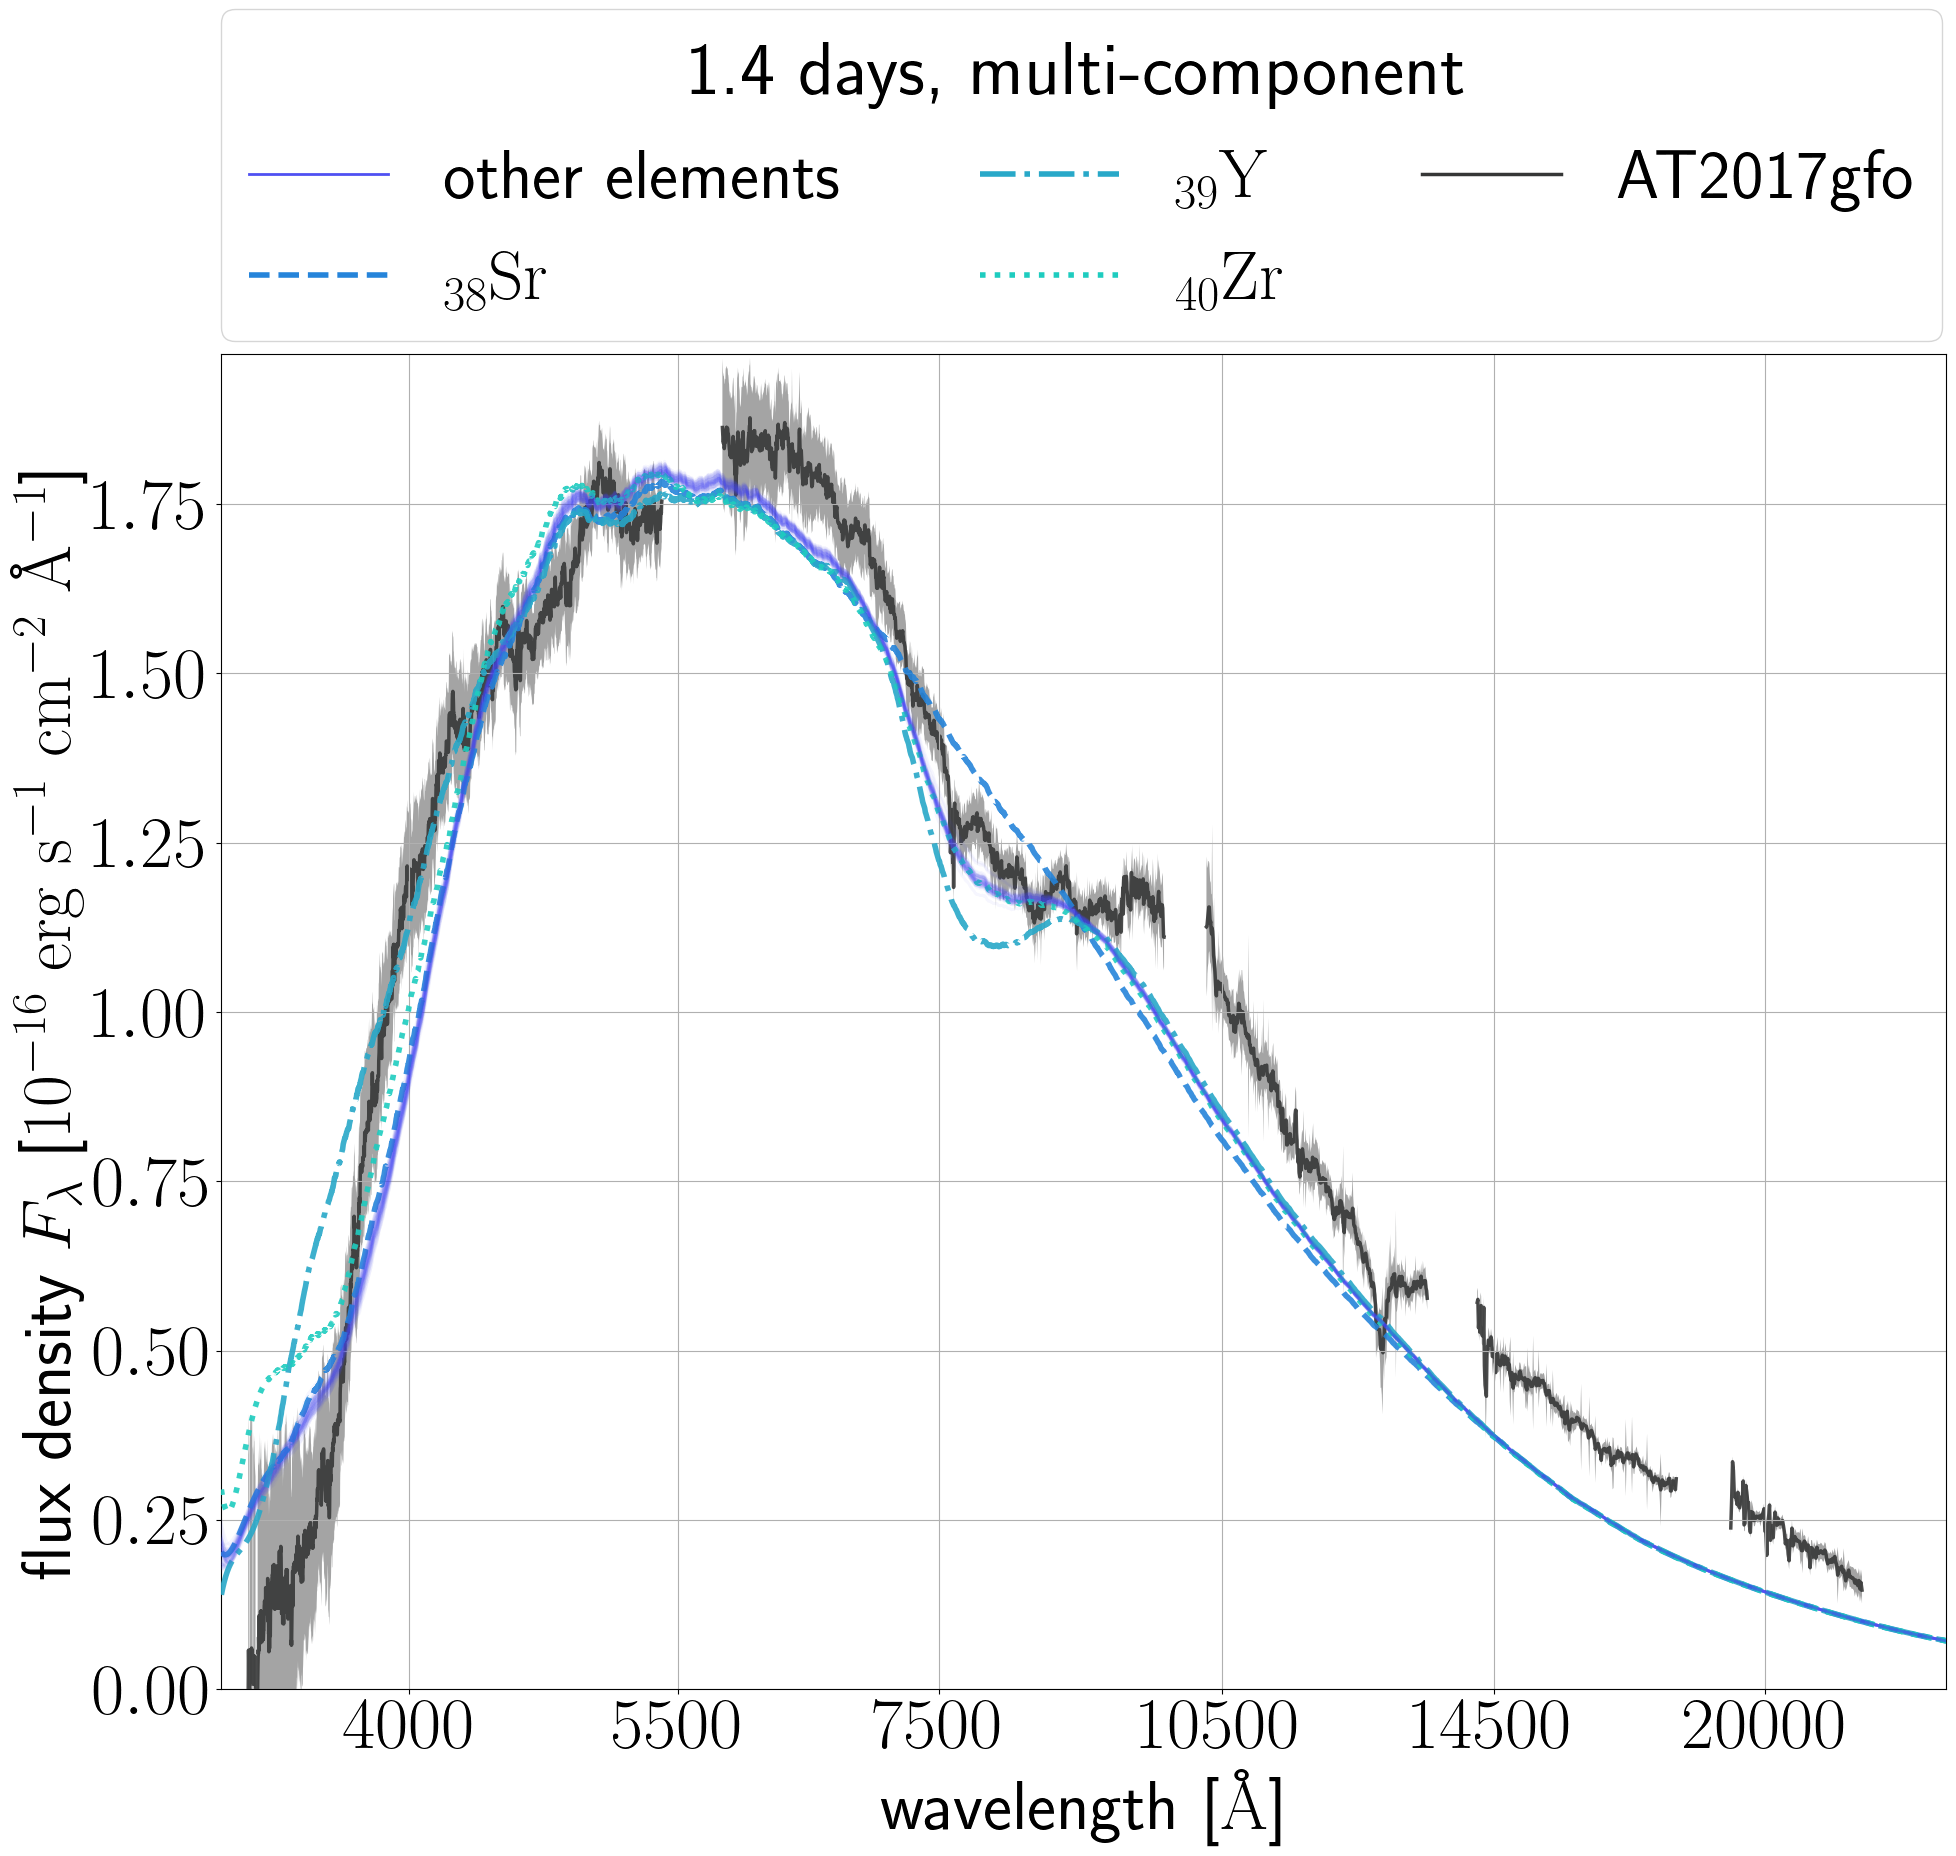 1.4 days, multi-component
other elements
₃₈Sr
₃₉Y
₄₀Zr
AT2017gfo
flux density F_λ [10⁻¹⁶ erg s⁻¹ cm⁻² Å⁻¹]
1.75
1.50
1.25
1.00
0.75
0.50
0.25
0.00
4000 5500 7500 10500 14500 20000
wavelength [Å]